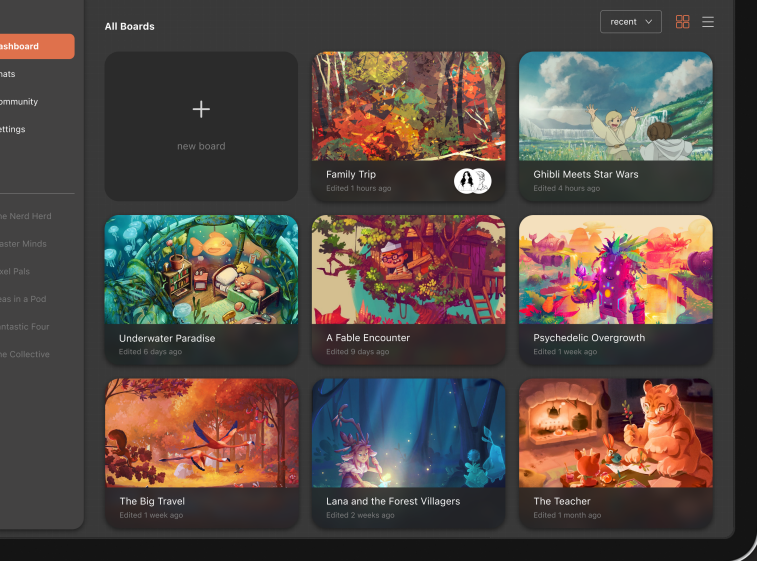 All Boards
recent
ashboard
hats
ommunity
ettings
new board
Family Trip
Edited 1 hours ago
Ghibli Meets Star Wars
Edited 4 hours ago
he Nerd Herd
aster Minds
xel Pals
eas in a Pod
antastic Four
he Collective
Underwater Paradise
Edited 6 days ago
A Fable Encounter
Edited 9 days ago
Psychedelic Overgrowth
Edited 1 week ago
The Big Travel
Edited 1 week ago
Lana and the Forest Villagers
Edited 2 weeks ago
The Teacher
Edited 1 month ago